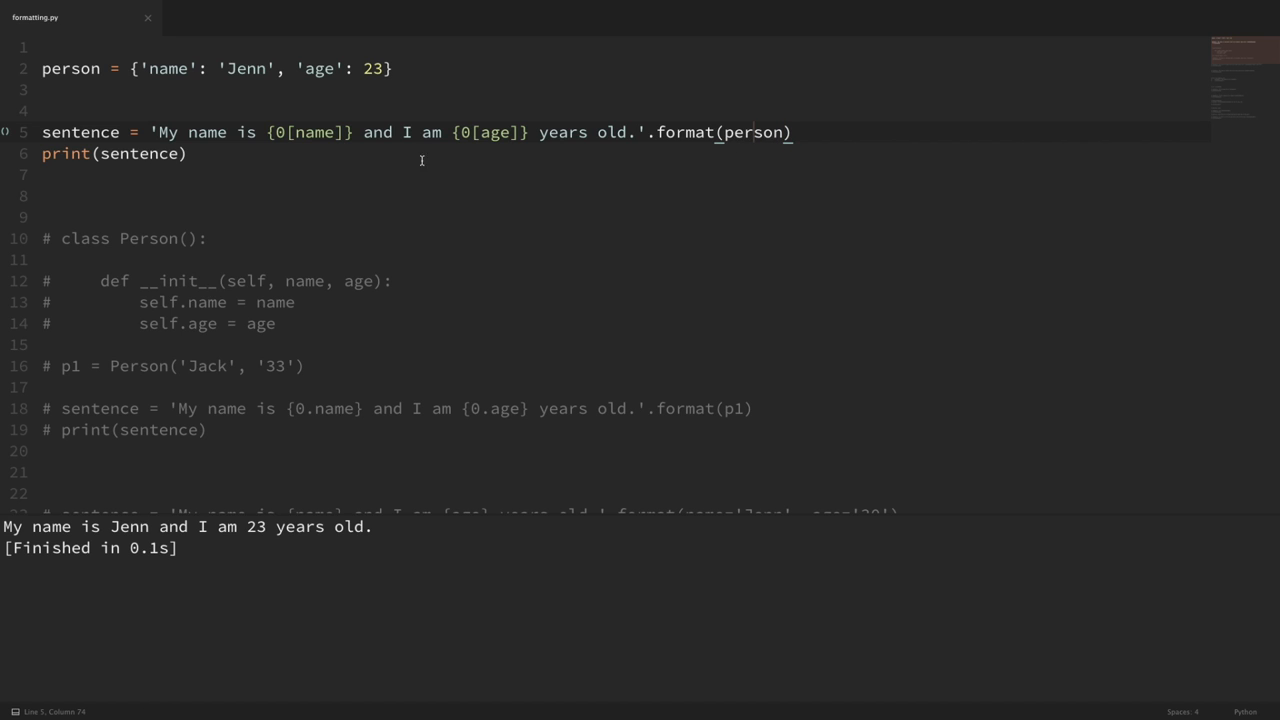 formatting.py ×
1
2 person = {'name': 'Jenn', 'age': 23}
3
4
5 sentence = 'My name is {0[name]} and I am {0[age]} years old.'.format(person)
6 print(sentence)
7
8
9
10 # class Person():
11
12 #     def __init__(self, name, age):
13 #         self.name = name
14 #         self.age = age
15
16 # p1 = Person('Jack', '33')
17
18 # sentence = 'My name is {0.name} and I am {0.age} years old.'.format(p1)
19 # print(sentence)
20
21
22
My name is Jenn and I am 23 years old.
[Finished in 0.1s]
Line 5, Column 74
Spaces: 4
Python